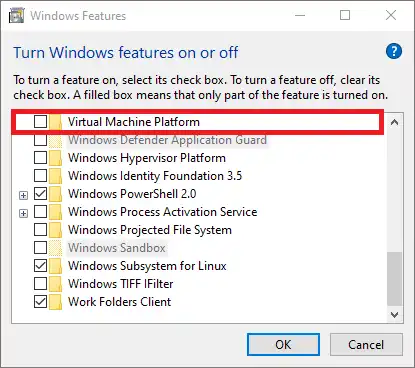 Windows Features
Turn Windows features on or off
To turn a feature on, select its check box. To turn a feature off, clear its
check box. A filled box means that only part of the feature is turned on.
Virtual Machine Platform
Windows Defender Application Guard
Windows Hypervisor Platform
Windows Identity Foundation 3.5
Windows PowerShell 2.0
Windows Process Activation Service
Windows Projected File System
Windows Sandbox
Windows Subsystem for Linux
Windows TIFF IFilter
Work Folders Client
OK
Cancel